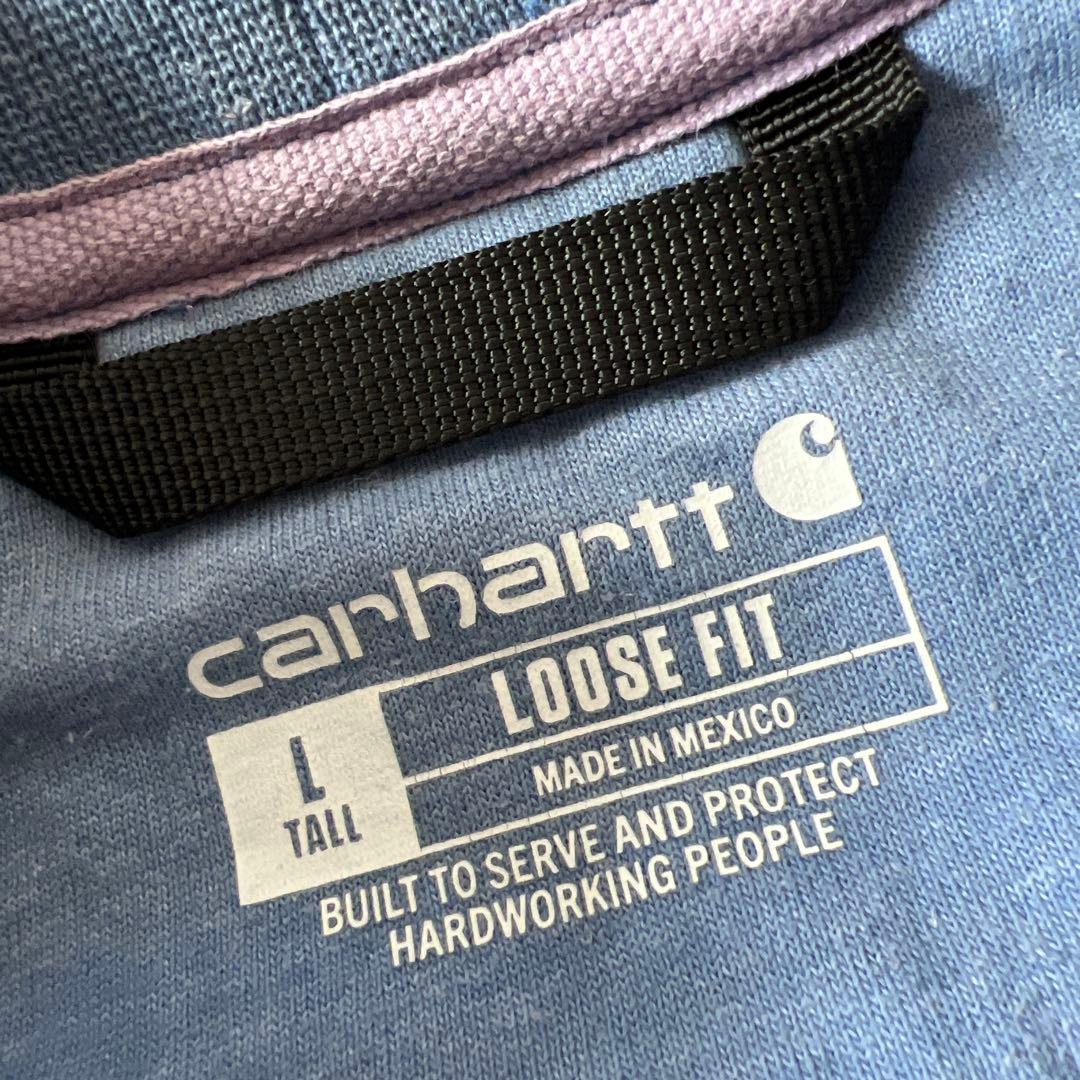 carhartt
LOOSE FIT
L
TALL
MADE IN MEXICO
BUILT TO SERVE AND PROTECT
HARDWORKING PEOPLE